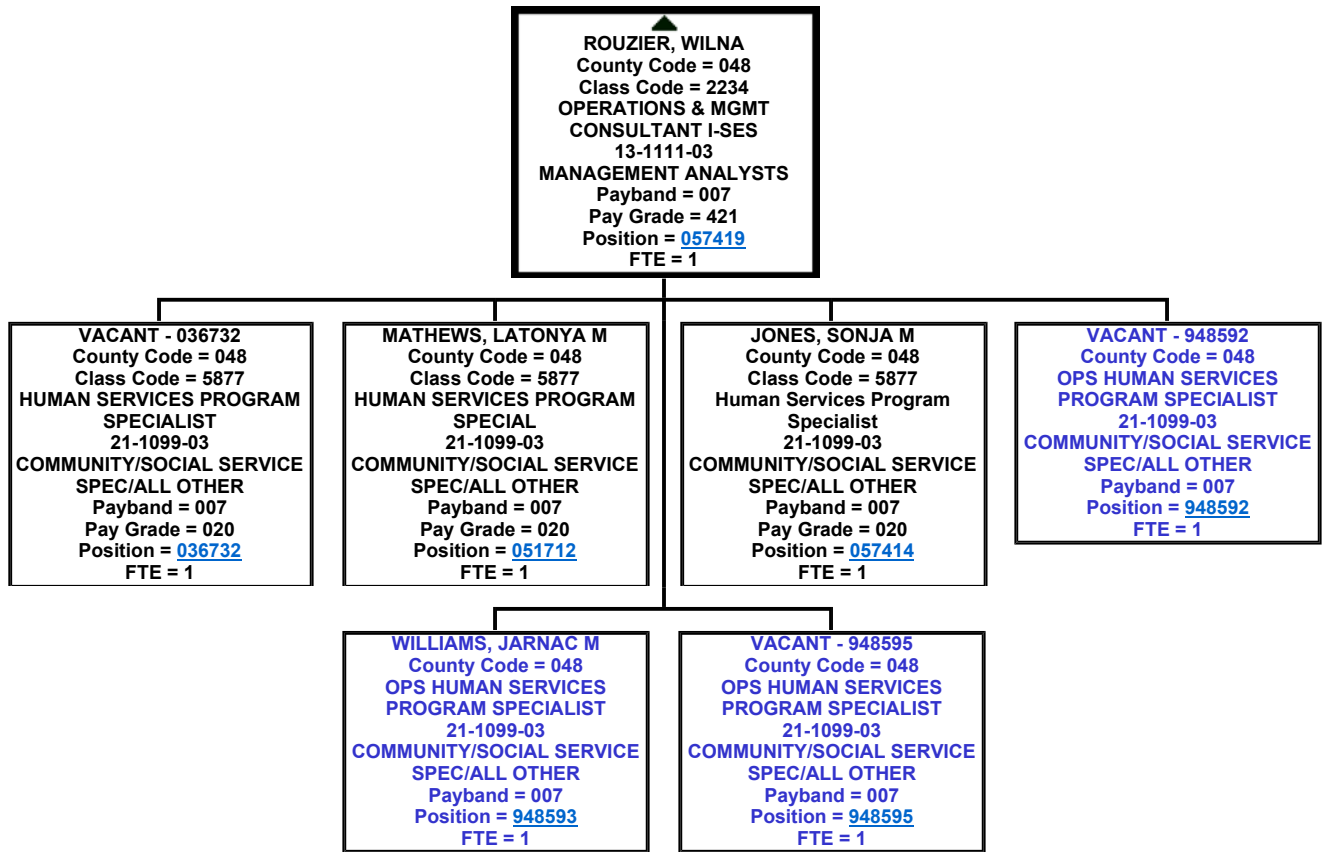 ROUZIER, WILNA
County Code = 048
Class Code = 2234
OPERATIONS & MGMT
CONSULTANT I-SES
13-1111-03
MANAGEMENT ANALYSTS
Payband = 007
Pay Grade = 421
Position = 057419
FTE = 1
VACANT - 036732
County Code = 048
Class Code = 5877
HUMAN SERVICES PROGRAM
SPECIALIST
21-1099-03
COMMUNITY/SOCIAL SERVICE
SPEC/ALL OTHER
Payband = 007
Pay Grade = 020
Position = 036732
FTE = 1
MATHEWS, LATONYA M
County Code = 048
Class Code = 5877
HUMAN SERVICES PROGRAM
SPECIAL
21-1099-03
COMMUNITY/SOCIAL SERVICE
SPEC/ALL OTHER
Payband = 007
Pay Grade = 020
Position = 051712
FTE = 1
JONES, SONJA M
County Code = 048
Class Code = 5877
Human Services Program
Specialist
21-1099-03
COMMUNITY/SOCIAL SERVICE
SPEC/ALL OTHER
Payband = 007
Pay Grade = 020
Position = 057414
FTE = 1
VACANT - 948592
County Code = 048
OPS HUMAN SERVICES
PROGRAM SPECIALIST
21-1099-03
COMMUNITY/SOCIAL SERVICE
SPEC/ALL OTHER
Payband = 007
Position = 948592
FTE = 1
WILLIAMS, JARNAC M
County Code = 048
OPS HUMAN SERVICES
PROGRAM SPECIALIST
21-1099-03
COMMUNITY/SOCIAL SERVICE
SPEC/ALL OTHER
Payband = 007
Position = 948593
FTE = 1
VACANT - 948595
County Code = 048
OPS HUMAN SERVICES
PROGRAM SPECIALIST
21-1099-03
COMMUNITY/SOCIAL SERVICE
SPEC/ALL OTHER
Payband = 007
Position = 948595
FTE = 1